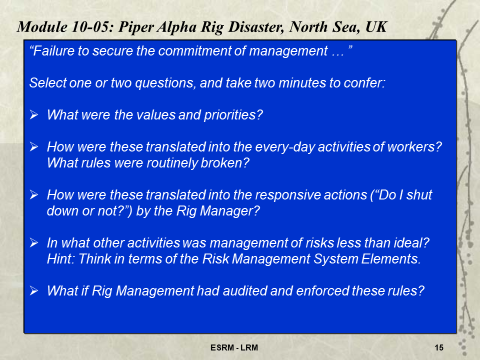 Module 10-05: Piper Alpha Rig Disaster, North Sea, UK
“Failure to secure the commitment of management … ”
Select one or two questions, and take two minutes to confer:
➢ What were the values and priorities?
➢ How were these translated into the every-day activities of workers?
What rules were routinely broken?
➢ How were these translated into the responsive actions (“Do I shut
down or not?”) by the Rig Manager?
➢ In what other activities was management of risks less than ideal?
Hint: Think in terms of the Risk Management System Elements.
➢ What if Rig Management had audited and enforced these rules?
ESRM - LRM
15